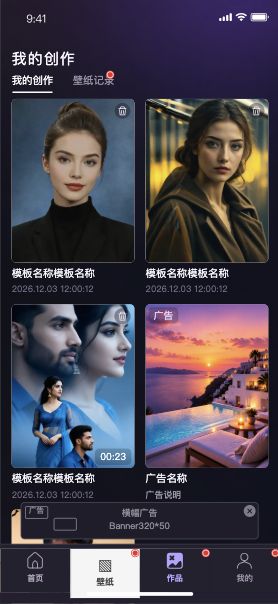 9:41
我的创作
我的创作 壁纸记录
模板名称模板名称 模板名称模板名称
2026.12.03 12:00:12 2026.12.03 12:00:12
广告
00:23
模板名称模板名称 广告名称
2026.12.03 12:00:12 广告说明
广告
横幅广告
Banner320*50
首页 壁纸 作品 我的